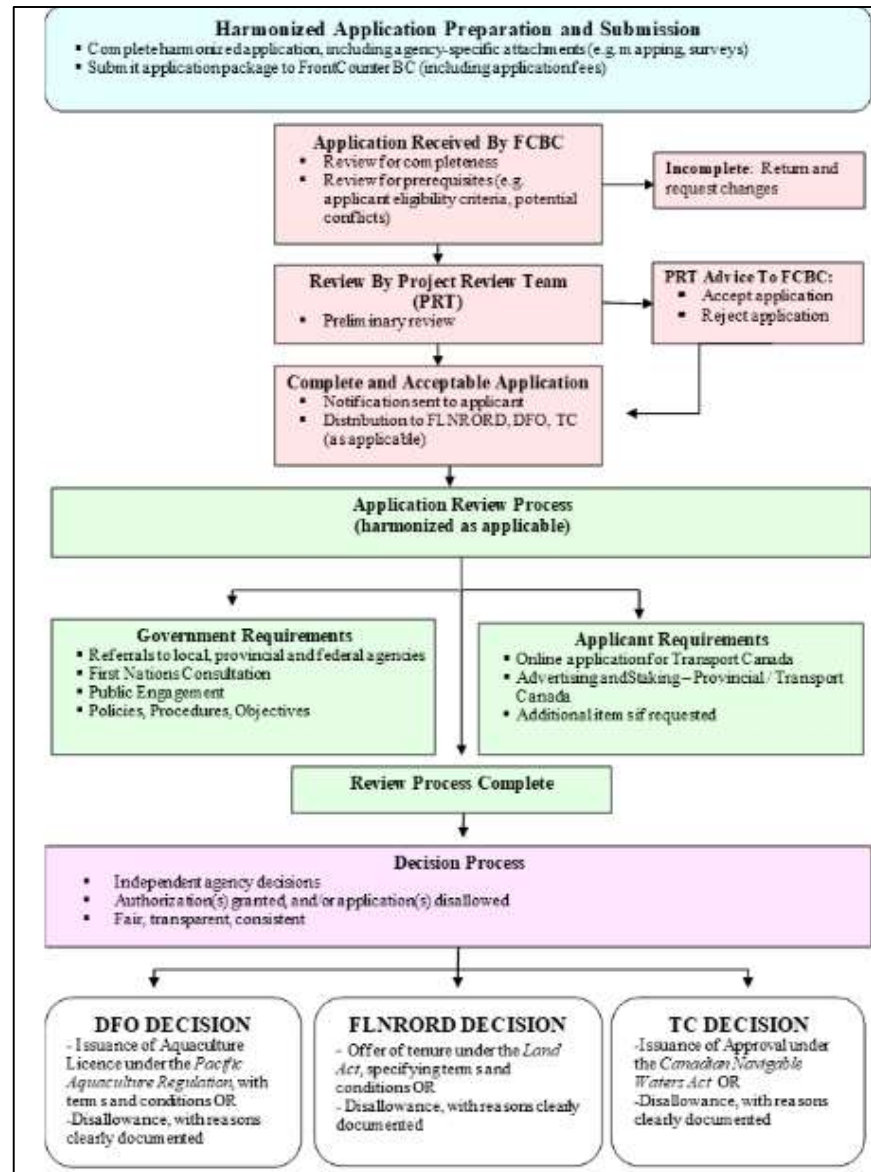 Harmonized Application Preparation and Submission
▪ Complete harmonized application, including agency-specific attachments (e.g. mapping, surveys)
▪ Submit application package to FrontCounter BC (including application fees)
Application Received By FCBC
▪ Review for completeness
▪ Review for prerequisites (e.g.
applicant eligibility criteria, potential
conflicts)
Incomplete: Return and
request changes
Review By Project Review Team
(PRT)
▪ Preliminary review
PRT Advice To FCBC:
▪ Accept application
▪ Reject application
Complete and Acceptable Application
▪ Notification sent to applicant
▪ Distribution to FLNRORD, DFO, TC
(as applicable)
Application Review Process
(harmonized as applicable)
Government Requirements
▪ Referrals to local, provincial and federal agencies
▪ First Nations Consultation
▪ Public Engagement
▪ Policies, Procedures, Objectives
Applicant Requirements
▪ Online application for Transport Canada
▪ Advertising and Staking – Provincial / Transport
Canada
▪ Additional items if requested
Review Process Complete
Decision Process
▪ Independent agency decisions
▪ Authorization(s) granted, and/or application(s) disallowed
▪ Fair, transparent, consistent
DFO DECISION
- Issuance of Aquaculture
Licence under the Pacific
Aquaculture Regulation, with
terms and conditions OR
-Disallowance, with reasons
clearly documented
FLNRORD DECISION
- Offer of tenure under the Land
Act, specifying terms and
conditions OR
- Disallowance, with reasons clearly
documented
TC DECISION
-Issuance of Approval under
the Canadian Navigable
Waters Act OR
-Disallowance, with reasons
clearly documented